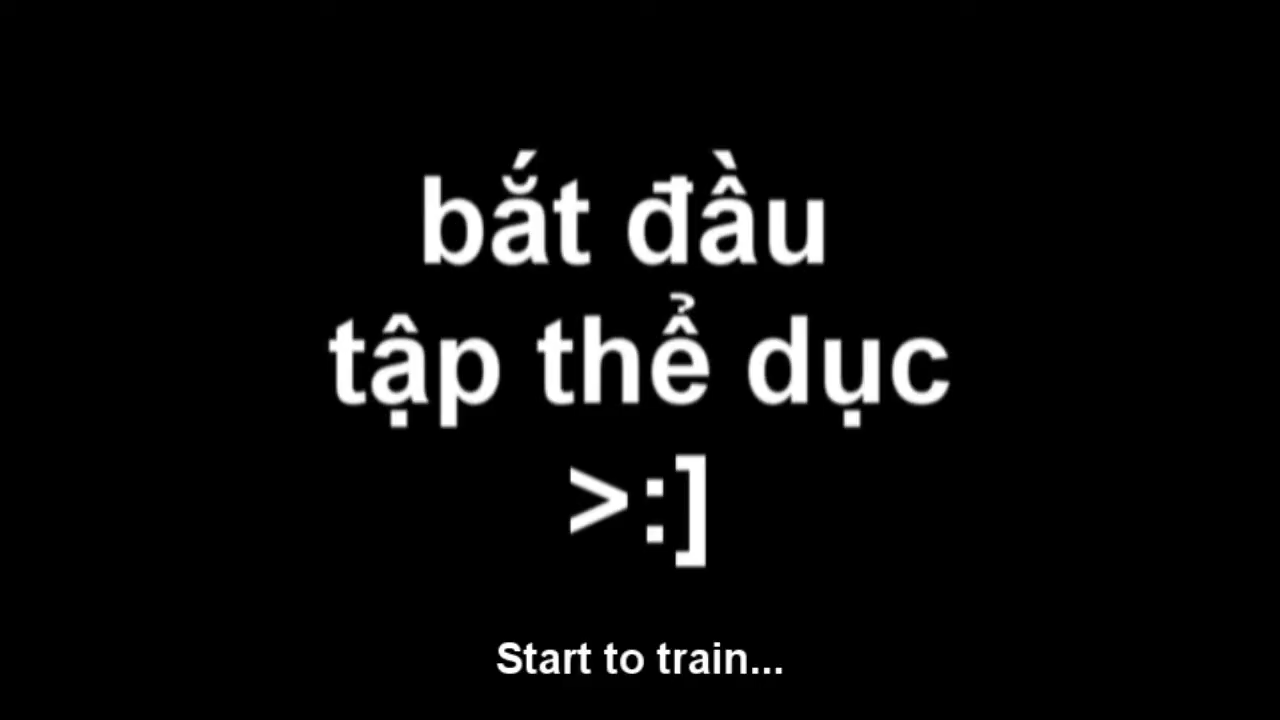 bắt đầu
tập thể dục
>:]
Start to train...